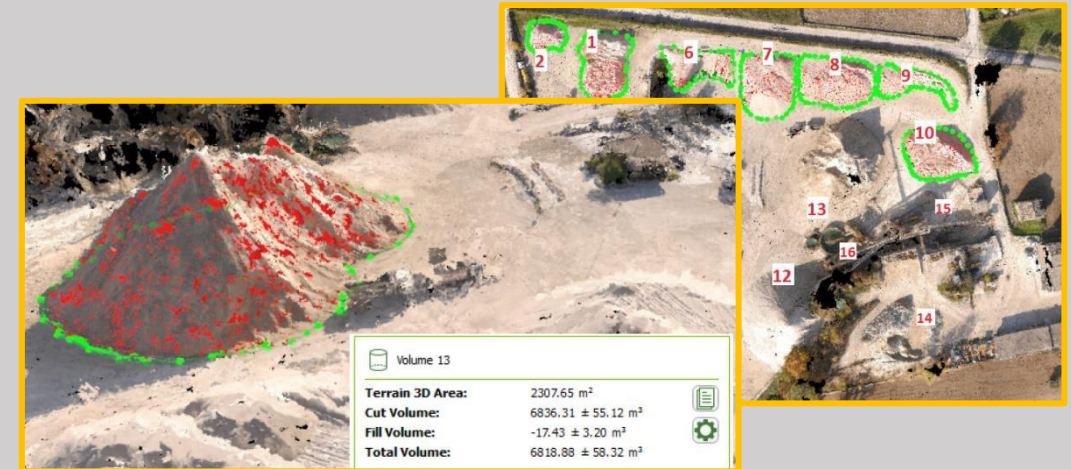 1
2
6
7
8
9
10
13
15
16
12
14
Volume 13
Terrain 3D Area: 2307.65 m²
Cut Volume: 6836.31 ± 55.12 m³
Fill Volume: -17.43 ± 3.20 m³
Total Volume: 6818.88 ± 58.32 m³